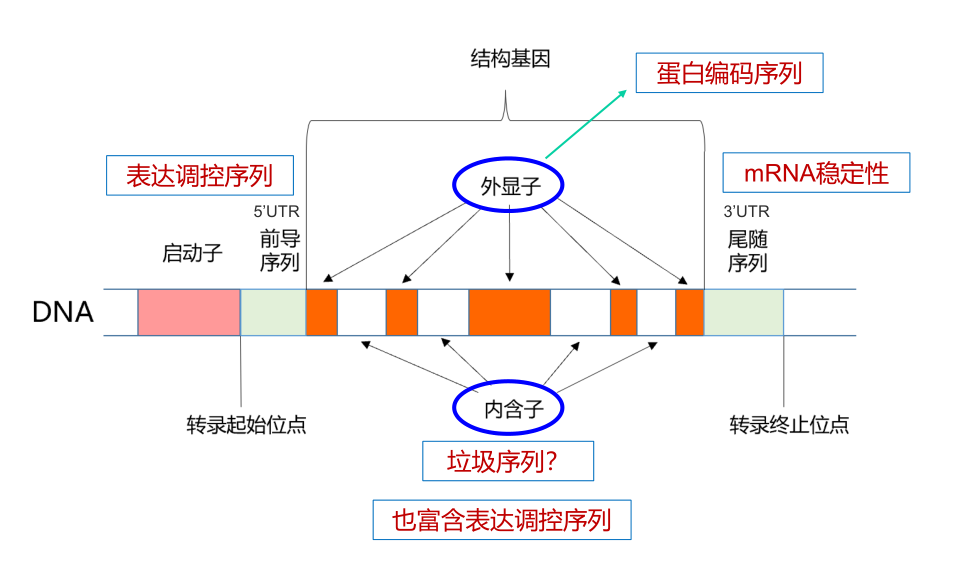 结构基因
蛋白编码序列
表达调控序列
外显子
mRNA稳定性
5’UTR
前导
序列
3’UTR
尾随
序列
启动子
DNA
转录起始位点
内含子
转录终止位点
垃圾序列?
也富含表达调控序列